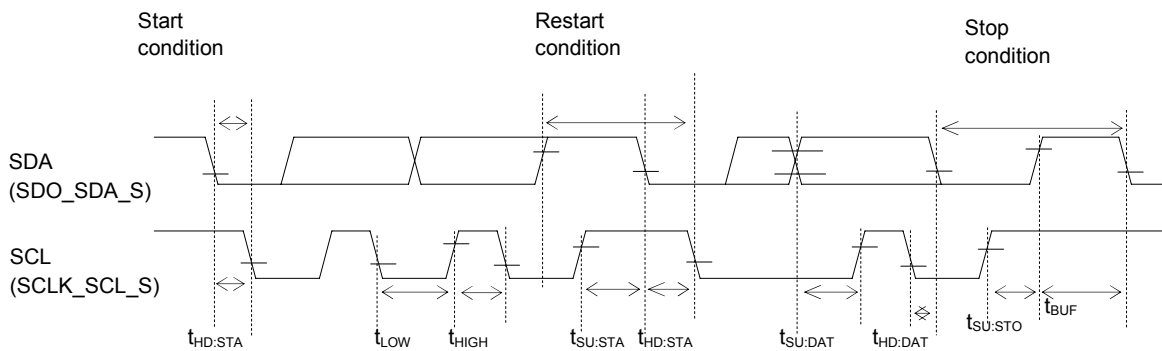 Start
condition
Restart
condition
Stop
condition
SDA
(SDO_SDA_S)
SCL
(SCLK_SCL_S)
tHD:STA
tLOW
tHIGH
tSU:STA
tHD:STA
tSU:DAT
tHD:DAT
tSU:STO
tBUF